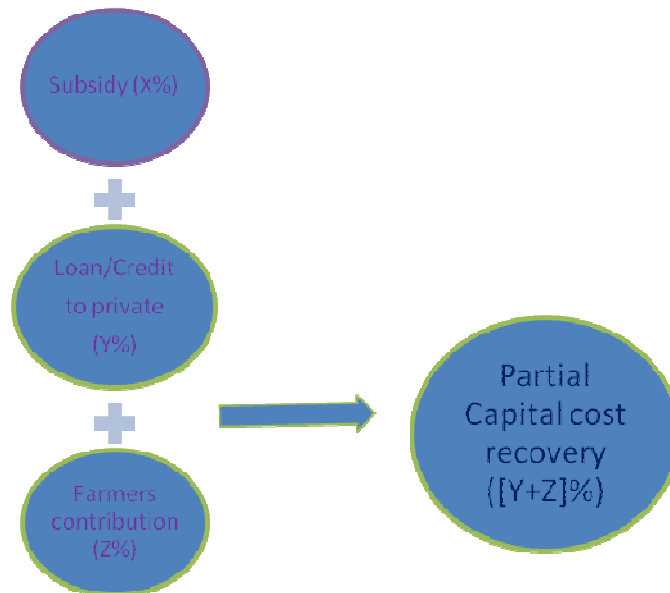 Subsidy (X%)
Loan/Credit
to private
(Y%)
Farmers
contribution
(Z%)
Partial
Capital cost
recovery
([Y+Z]%)